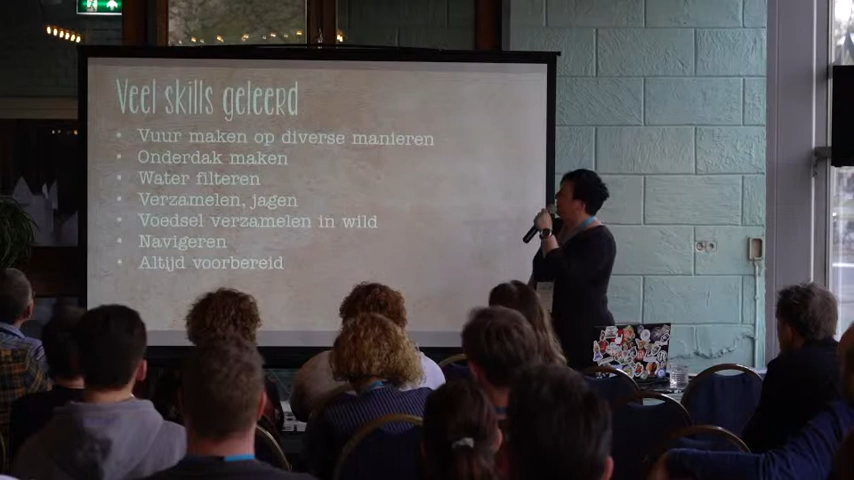 Veel skills geleerd
• Vuur maken op diverse manieren
• Onderdak maken
• Water filteren
• Verzamelen, jagen
• Voedsel verzamelen in wild
• Navigeren
• Altijd voorbereid